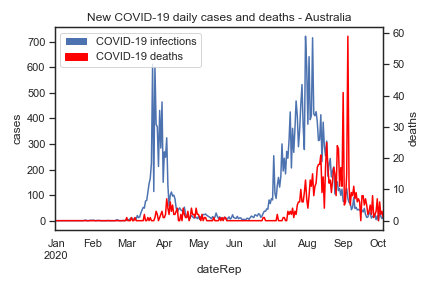 New COVID-19 daily cases and deaths - Australia
COVID-19 infections
COVID-19 deaths
700
600
500
400
300
200
100
0
cases
60
50
40
30
20
10
0
deaths
Jan Feb Mar Apr May Jun Jul Aug Sep Oct
2020
dateRep